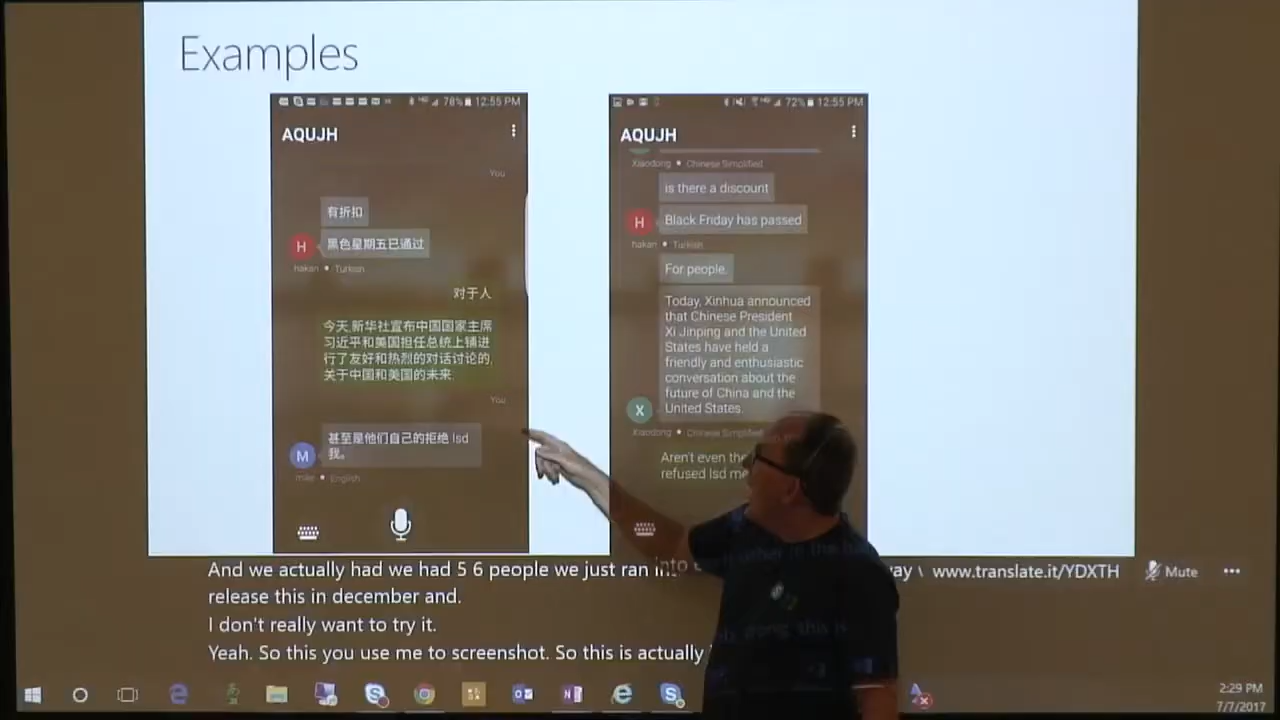 Examples
78% 12:55 PM
AQUJH
You
有折扣
H
黑色星期五已通过
hakan • Turkish
对于人
今天,新华社宣布中国国家主席
习近平和美国担任总统上铺进
行了友好和热烈的对话讨论的,
关于中国和美国的未来.
You
甚至是他们自己的拒绝 lsd
我。
M
mike • English
72% 12:55 PM
AQUJH
Xiaodong • Chinese Simplified
is there a discount
H
Black Friday has passed
hakan • Turkish
For people.
Today, Xinhua announced
that Chinese President
Xi Jinping and the United
States have held a
friendly and enthusiastic
conversation about the
future of China and the
United States.
X
Xiaodong • Chinese Simplified
Aren't even the
refused lsd me
And we actually had we had 5 6 people we just ran into
www.translate.it/YDXTH
Mute
release this in december and.
I don't really want to try it.
Yeah. So this you use me to screenshot. So this is actually
2:29 PM
7/7/2017